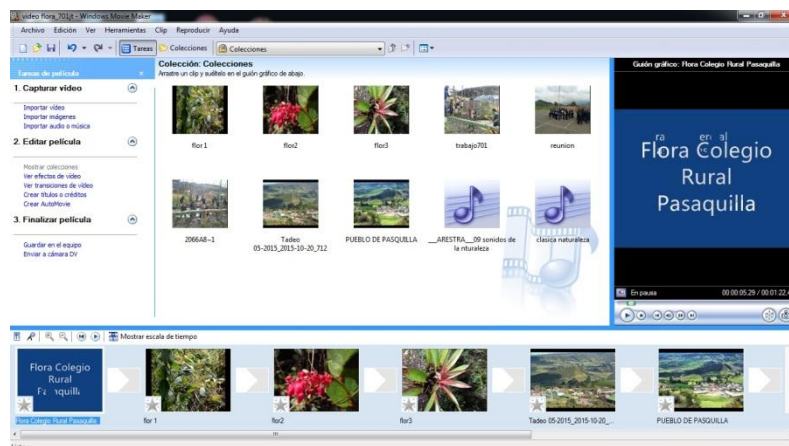 video flora_701jt - Windows Movie Maker
Archivo Edición Ver Herramientas Clip Reproducir Ayuda
Tareas Colecciones Colecciones
Tareas de película
1. Capturar vídeo
Importar vídeo
Importar imágenes
Importar audio o música
2. Editar película
Mostrar colecciones
Ver efectos de vídeo
Ver transiciones de vídeo
Crear títulos o créditos
Crear AutoMovie
3. Finalizar película
Guardar en el equipo
Enviar a cámara DV
Colección: Colecciones
Arrastre un clip y suéltelo en el guión gráfico de abajo.
flor 1
flor2
flor3
trabajo701
reunion
2066A8~1
Tadeo
05-2015_2015-10-20_712
PUEBLO DE PASQUILLA
__ARESTRA__09 sonidos de
la nturaleza
clasica naturaleza
Guión gráfico: Flora Colegio Rural Pasaquilla
Flora Colegio
Rural
Pasaquilla
En pausa 00:00:05.29 / 00:01:22.4
Mostrar escala de tiempo
Flora Colegio
Rural
Flora Colegio Rural Pasaquilla
flor 1
flor2
flor3
Tadeo 05-2015_2015-10-20_...
PUEBLO DE PASQUILLA